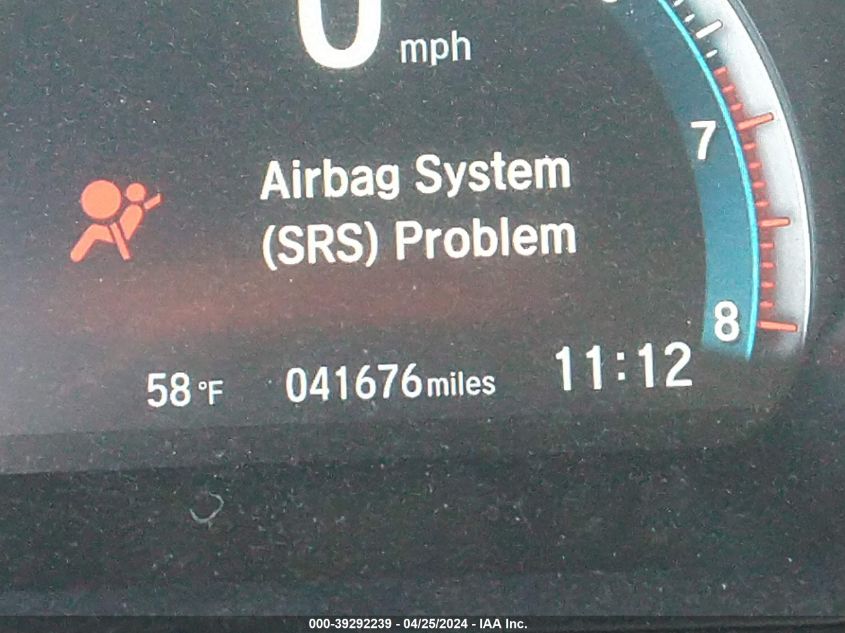 0 mph
7
Airbag System
(SRS) Problem
8
58 °F 041676 miles 11:12
000-39292239 - 04/25/2024 - IAA Inc.